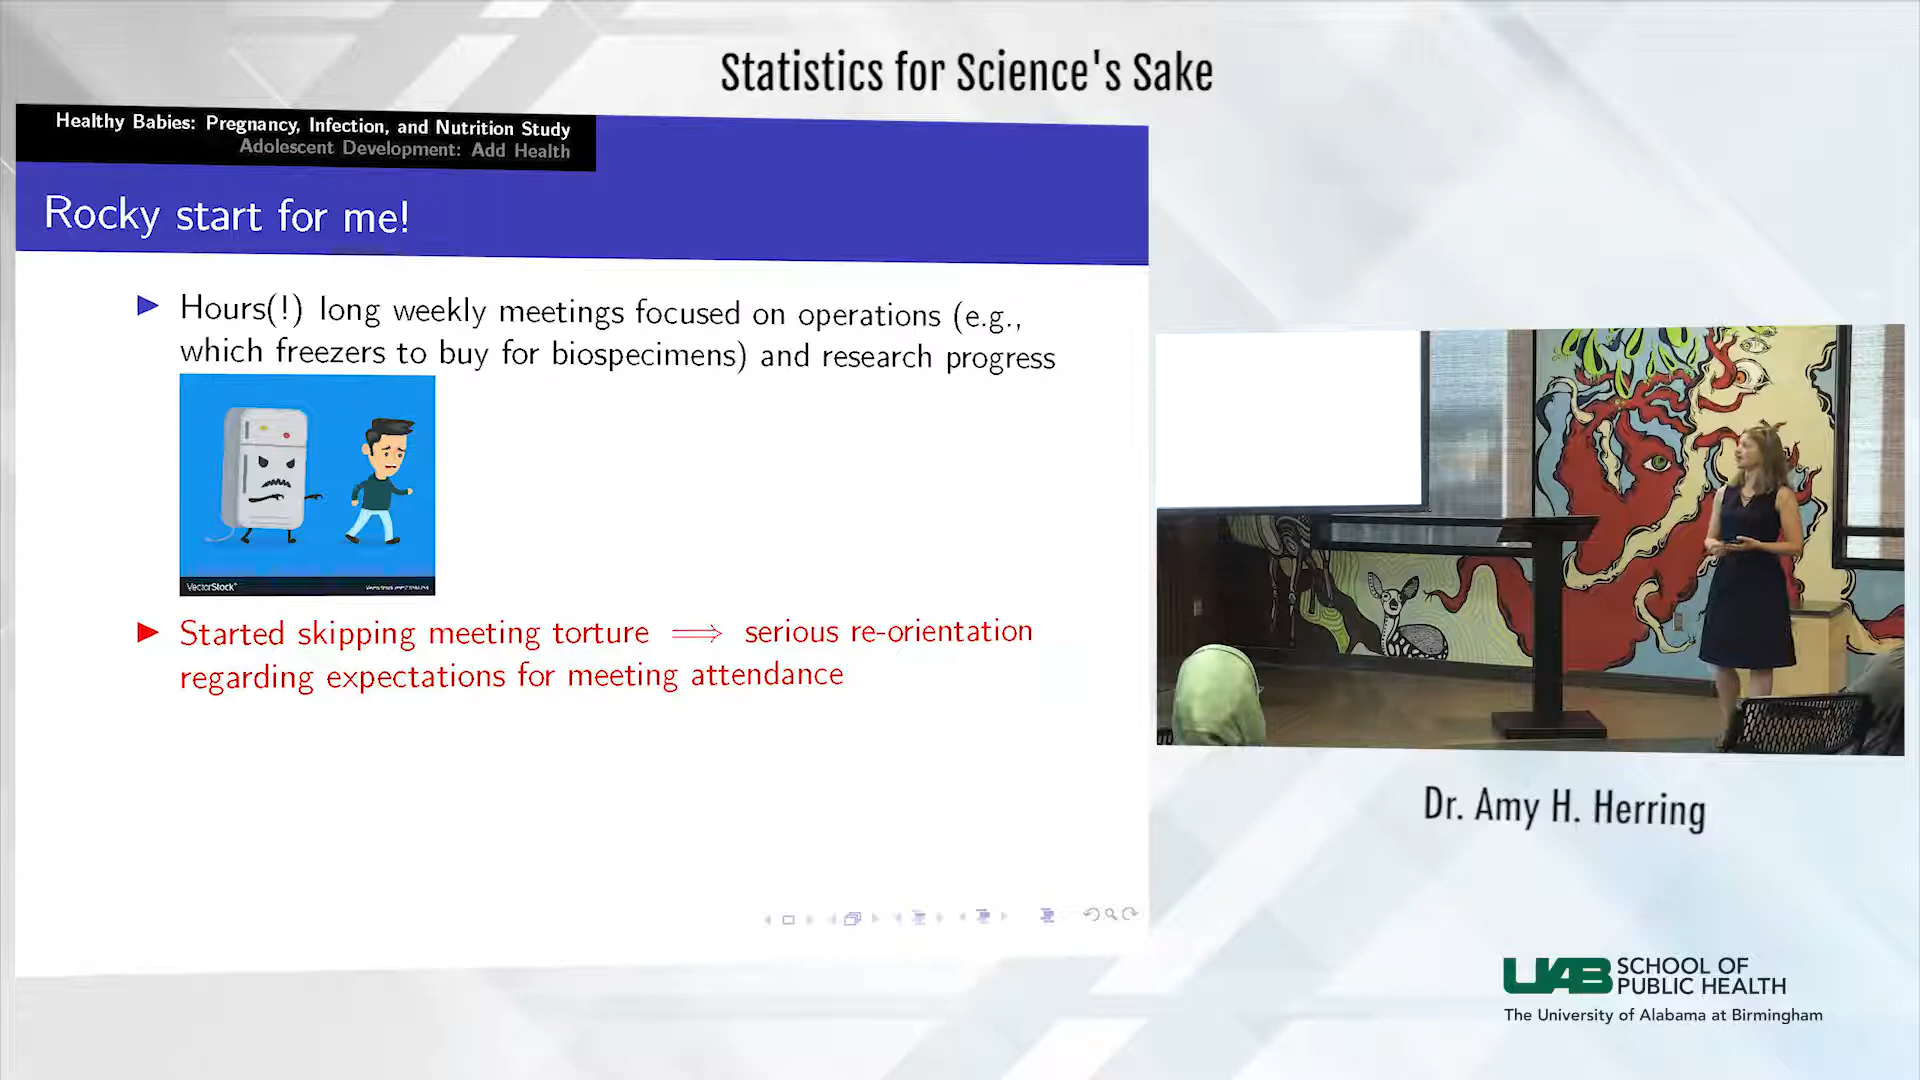 Statistics for Science's Sake
Healthy Babies: Pregnancy, Infection, and Nutrition Study
Adolescent Development: Add Health
Rocky start for me!
Hours(!) long weekly meetings focused on operations (e.g.,
which freezers to buy for biospecimens) and research progress
VectorStock
Started skipping meeting torture ⟹ serious re-orientation
regarding expectations for meeting attendance
Dr. Amy H. Herring
UAB SCHOOL OF
PUBLIC HEALTH
The University of Alabama at Birmingham